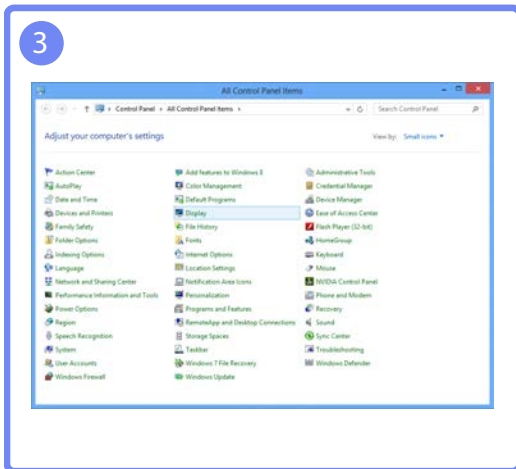 3
All Control Panel Items
Control Panel All Control Panel Items Search Control Panel
Adjust your computer's settings View by: Small icons
Action Center Add features to Windows 8 Administrative Tools
AutoPlay Color Management Credential Manager
Date and Time Default Programs Device Manager
Devices and Printers Display Ease of Access Center
Family Safety File History Flash Player (32-bit)
Folder Options Fonts HomeGroup
Indexing Options Internet Options Keyboard
Language Location Settings Mouse
Network and Sharing Center Notification Area Icons NVIDIA Control Panel
Performance Information and Tools Personalization Phone and Modem
Power Options Programs and Features Recovery
Region RemoteApp and Desktop Connections Sound
Speech Recognition Storage Spaces Sync Center
System Taskbar Troubleshooting
User Accounts Windows 7 File Recovery Windows Defender
Windows Firewall Windows Update